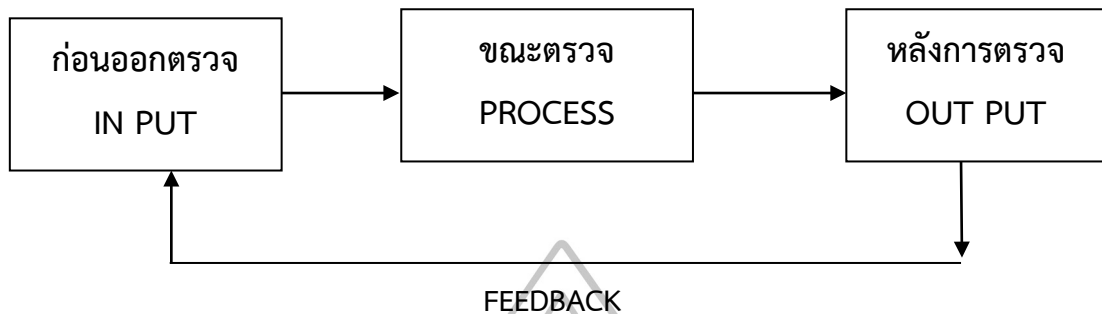 ก่อนออกตรวจ
IN PUT
ขณะตรวจ
PROCESS
หลังการตรวจ
OUT PUT
FEEDBACK